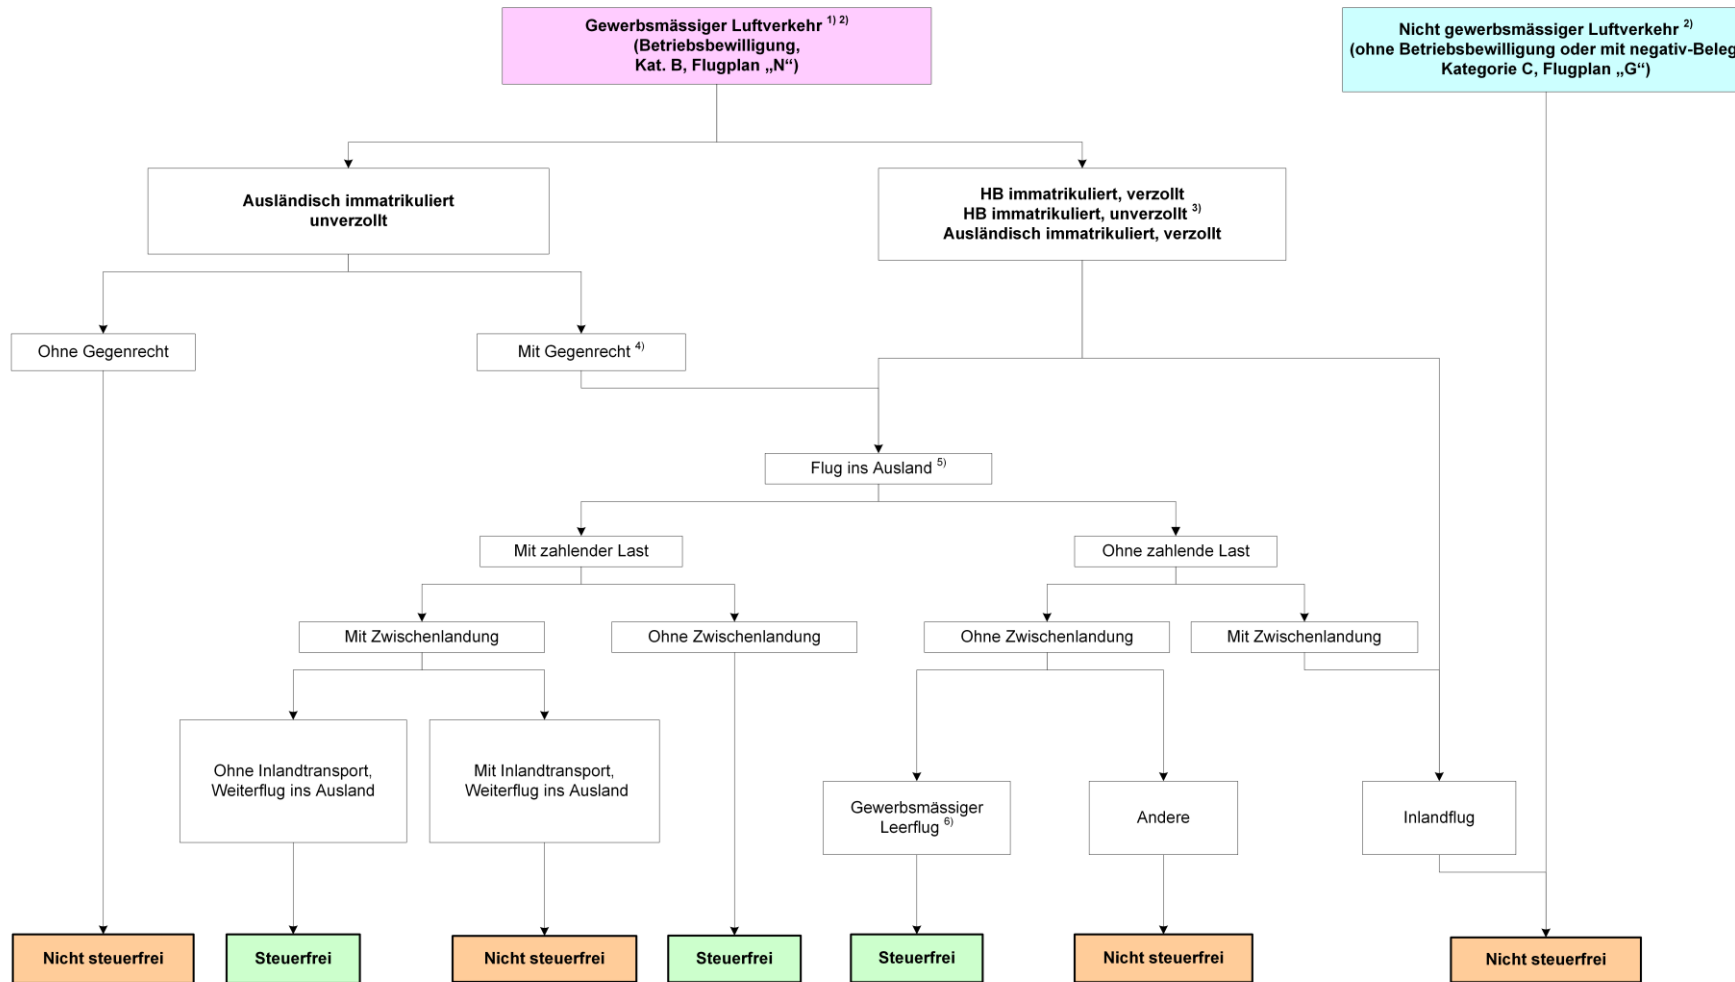 Gewerbsmässiger Luftverkehr 1) 2)
(Betriebsbewilligung,
Kat. B, Flugplan „N“)
Nicht gewerbsmässiger Luftverkehr 2)
(ohne Betriebsbewilligung oder mit negativ-Beleg
Kategorie C, Flugplan „G“)
Ausländisch immatrikuliert
unverzollt
HB immatrikuliert, verzollt
HB immatrikuliert, unverzollt 3)
Ausländisch immatrikuliert, verzollt
Ohne Gegenrecht
Mit Gegenrecht 4)
Flug ins Ausland 5)
Mit zahlender Last
Ohne zahlende Last
Mit Zwischenlandung
Ohne Zwischenlandung
Ohne Zwischenlandung
Mit Zwischenlandung
Ohne Inlandtransport,
Weiterflug ins Ausland
Mit Inlandtransport,
Weiterflug ins Ausland
Gewerbsmässiger
Leerflug 6)
Andere
Inlandflug
Nicht steuerfrei
Steuerfrei
Nicht steuerfrei
Steuerfrei
Steuerfrei
Nicht steuerfrei
Nicht steuerfrei